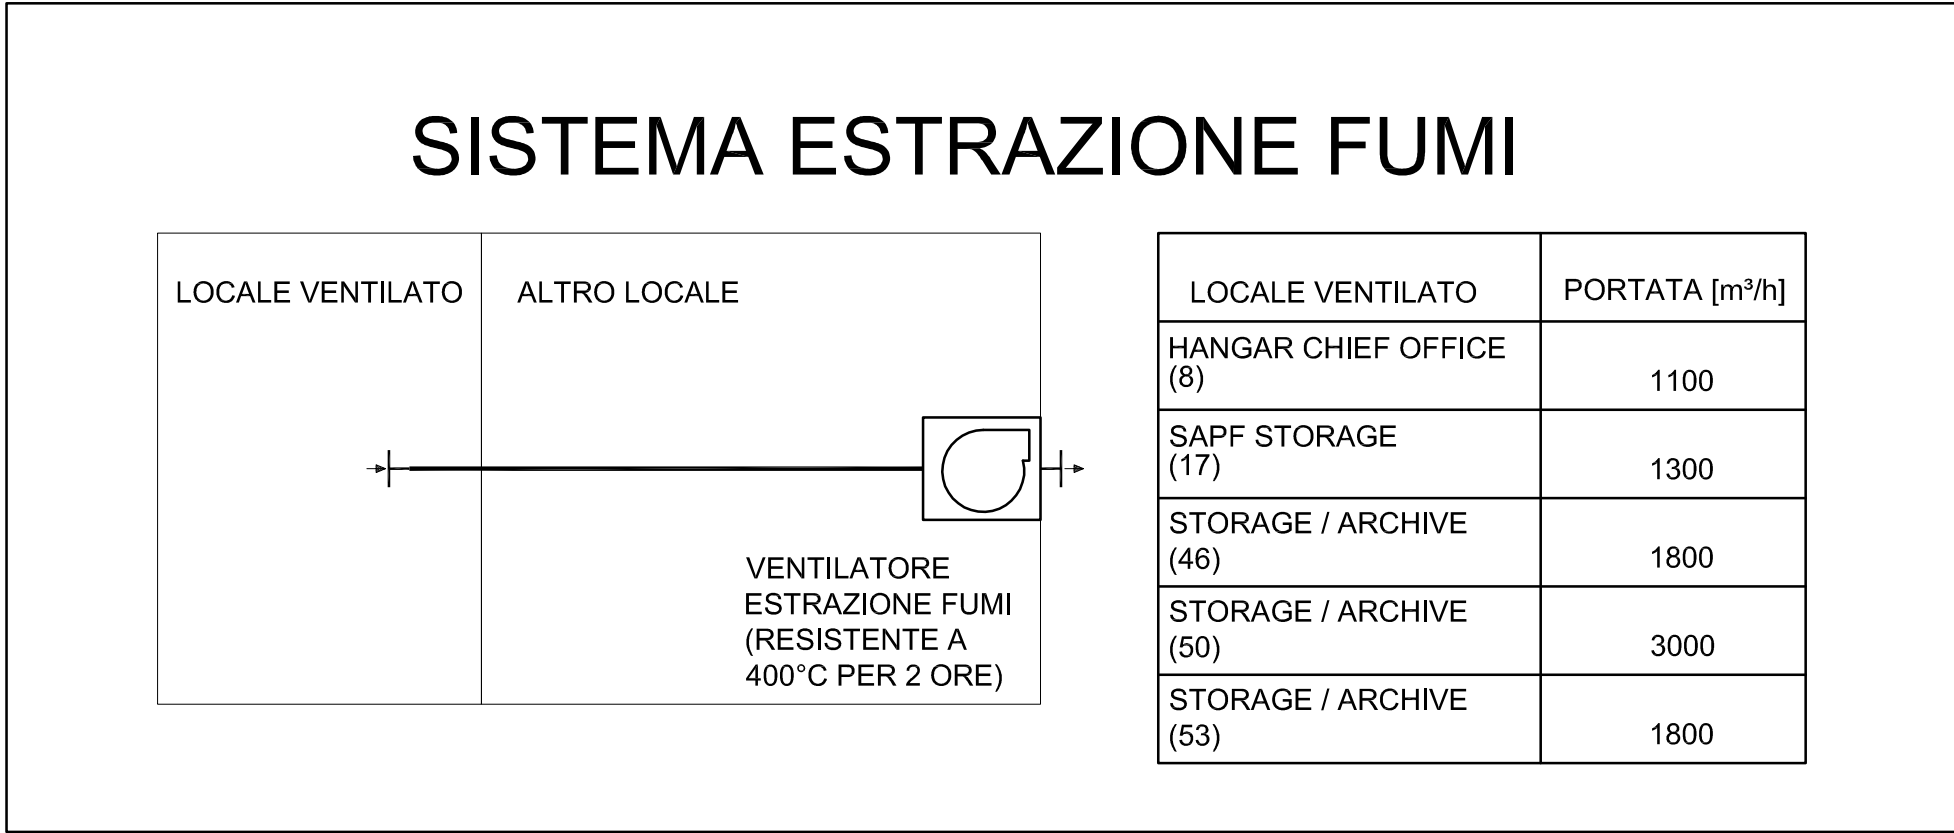 SISTEMA ESTRAZIONE FUMI
LOCALE VENTILATO
ALTRO LOCALE
VENTILATORE
ESTRAZIONE FUMI
(RESISTENTE A
400°C PER 2 ORE)
LOCALE VENTILATO PORTATA [m³/h]
HANGAR CHIEF OFFICE
(8) 1100
SAPF STORAGE
(17) 1300
STORAGE / ARCHIVE
(46) 1800
STORAGE / ARCHIVE
(50) 3000
STORAGE / ARCHIVE
(53) 1800